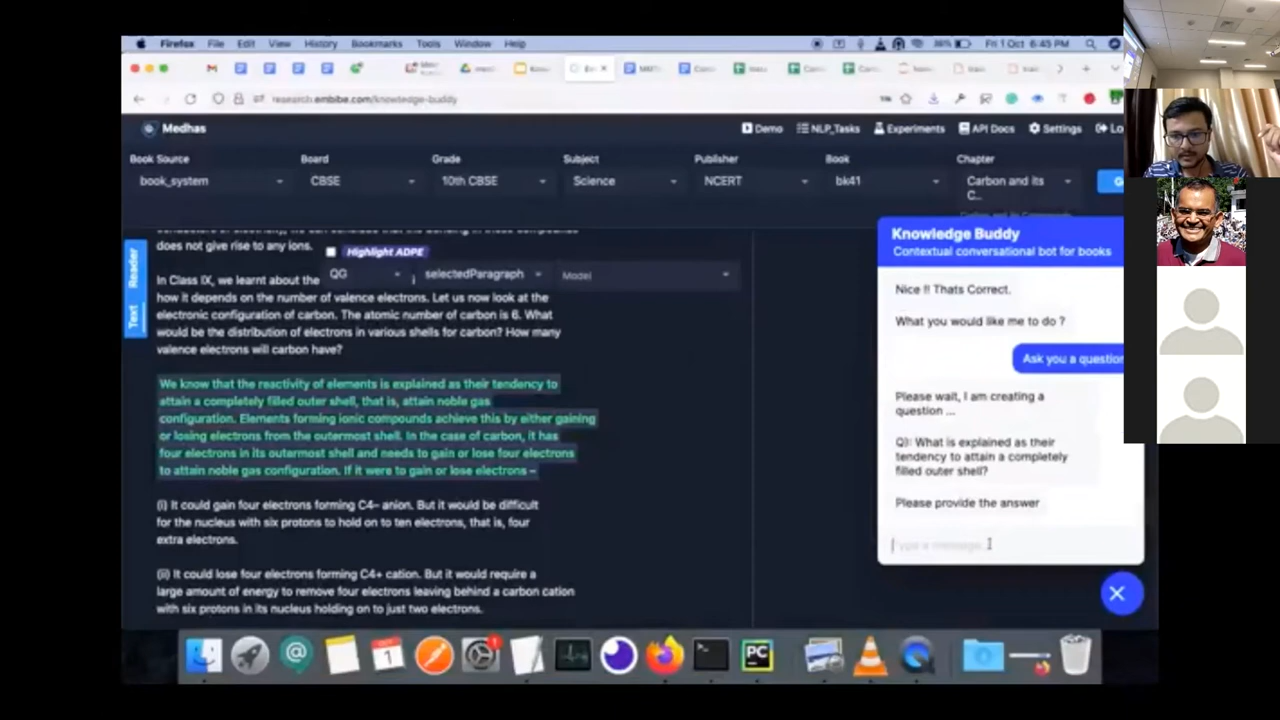 Firefox File Edit View History Bookmarks Tools Window Help
Fri 1 Oct 6:45 PM
research.embibe.com/knowledge-buddy
Medhas
Demo NLP_Tasks Experiments API Docs Settings
Book Source Board Grade Subject Publisher Book Chapter
book_system CBSE 10th CBSE Science NCERT bk41 Carbon and its
C...
Reader
Text
does not give rise to any ions.
Highlight ADPE
QG selectedParagraph Model
In Class IX, we learnt about the
how it depends on the number of valence electrons. Let us now look at the
electronic configuration of carbon. The atomic number of carbon is 6. What
would be the distribution of electrons in various shells for carbon? How many
valence electrons will carbon have?
We know that the reactivity of elements is explained as their tendency to
attain a completely filled outer shell, that is, attain noble gas
configuration. Elements forming ionic compounds achieve this by either gaining
or losing electrons from the outermost shell. In the case of carbon, it has
four electrons in its outermost shell and needs to gain or lose four electrons
to attain noble gas configuration. If it were to gain or lose electrons –
(i) It could gain four electrons forming C4– anion. But it would be difficult
for the nucleus with six protons to hold on to ten electrons, that is, four
extra electrons.
(ii) It could lose four electrons forming C4+ cation. But it would require a
large amount of energy to remove four electrons leaving behind a carbon cation
with six protons in its nucleus holding on to just two electrons.
Knowledge Buddy
Contextual conversational bot for books
Nice !! Thats Correct.
What you would like me to do ?
Ask you a question
Please wait, I am creating a
question ...
Q): What is explained as their
tendency to attain a completely
filled outer shell?
Please provide the answer
Type a message
PC